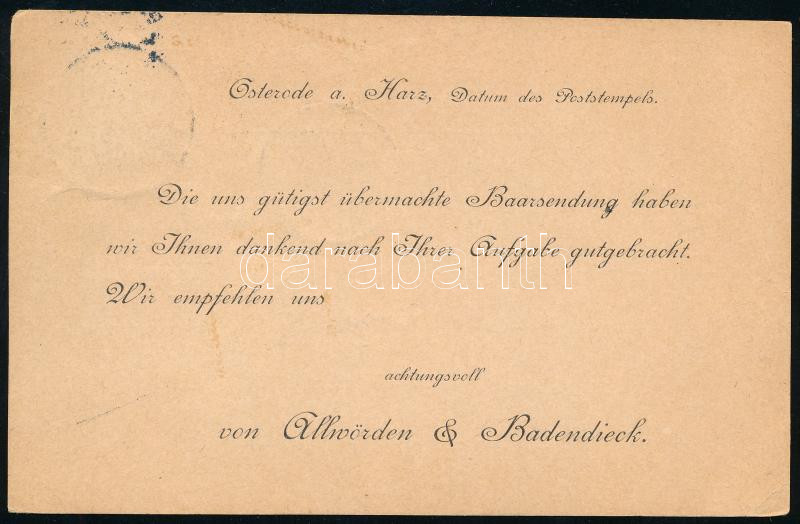 Osterode a. Harz, Datum des Poststempels.
Die uns gütigst übermachte Baarsendung haben
wir Ihnen dankend nach Ihrer Aufgabe gutgebracht.
Wir empfehlen uns
darabanth
achtungsvoll
von Allwörden & Badendieck.